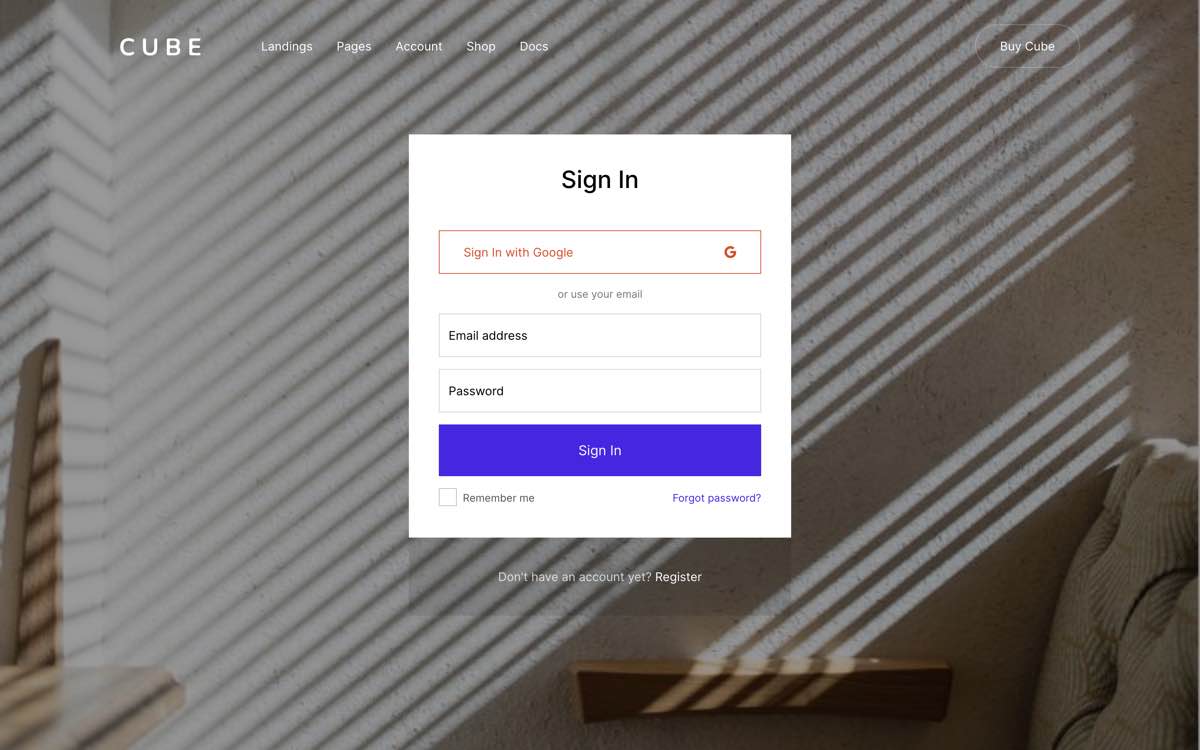 CUBE
Landings
Pages
Account
Shop
Docs
Buy Cube
Sign In
Sign In with Google
or use your email
Email address
Password
Sign In
Remember me
Forgot password?
Don't have an account yet? Register